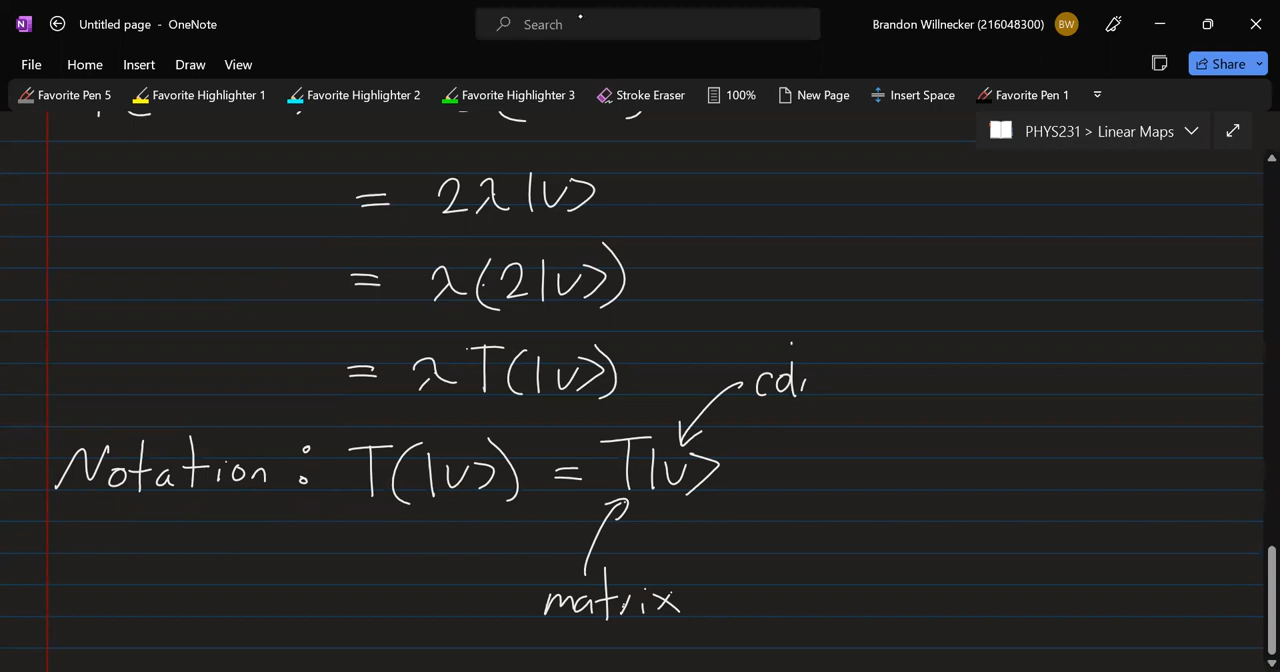 Untitled page - OneNote
Search
Brandon Willnecker (216048300)
BW
File
Home
Insert
Draw
View
Share
Favorite Pen 5
Favorite Highlighter 1
Favorite Highlighter 2
Favorite Highlighter 3
Stroke Eraser
100%
New Page
Insert Space
Favorite Pen 1
PHYS231 > Linear Maps
= 2λ|v>
= λ(2|v>)
= λT(|v>)
Notation : T(|v>) = T|v>
matrix